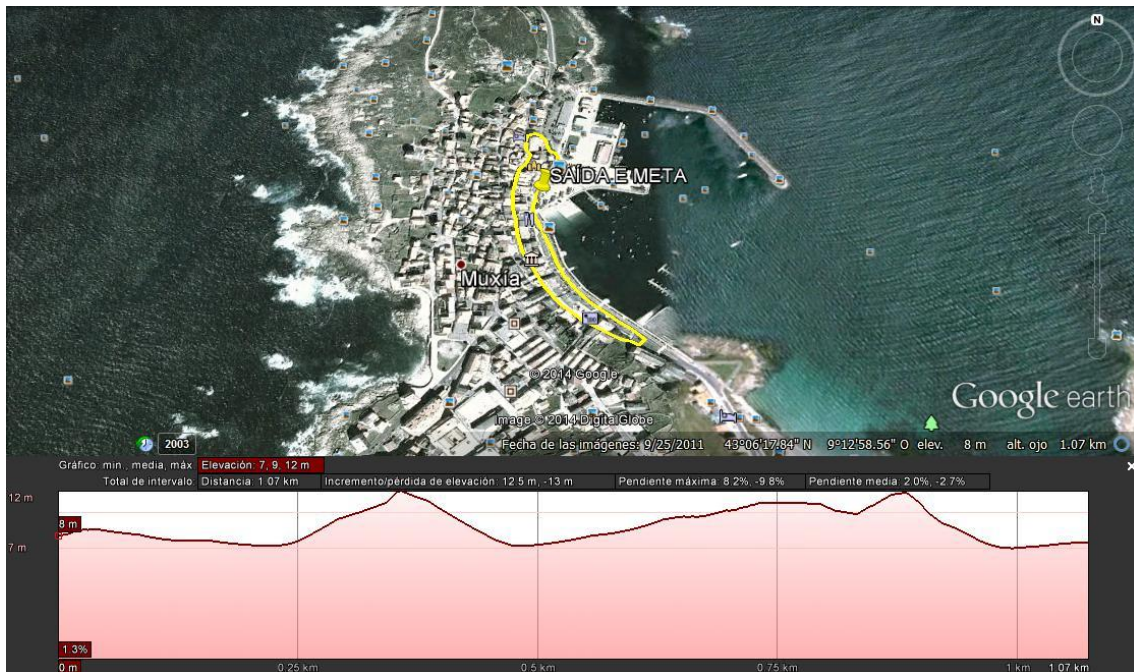 N
SAÍDA E META
Muxía
© 2014 Google
Image © 2014 DigitalGlobe
Google earth
2003
Fecha de las imágenes: 9/25/2011 43°06'17.84" N 9°12'58.56" O elev. 8 m alt. ojo 1.07 km
Gráfico: min., media, máx Elevación: 7, 9, 12 m
Total de intervalo: Distancia: 1.07 km Incremento/pérdida de elevación: 12.5 m, -13 m Pendiente máxima: 8.2%, -9.8% Pendiente media: 2.0%, -2.7%
12 m
8 m
7 m
1.3%
0 m 0.25 km 0.5 km 0.75 km 1 km 1.07 km